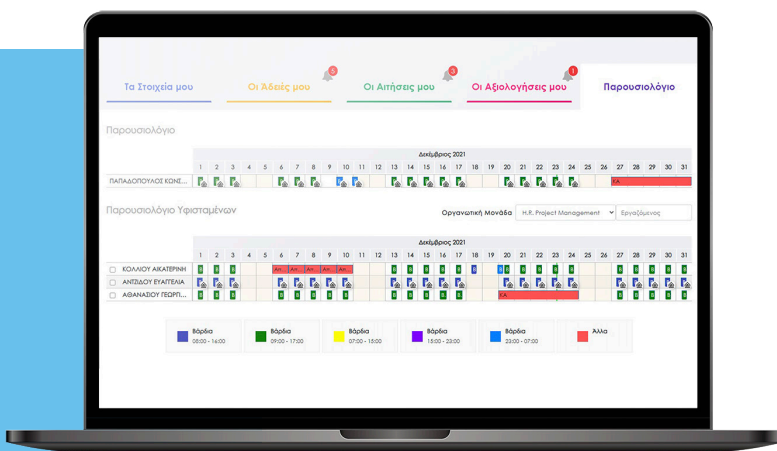 5 3 1
Τα Στοιχεία μου Οι Άδειές μου Οι Αιτήσεις μου Οι Αξιολογήσεις μου Παρουσιολόγιο
Παρουσιολόγιο
Δεκέμβριος 2021
1 2 3 4 5 6 7 8 9 10 11 12 13 14 15 16 17 18 19 20 21 22 23 24 25 26 27 28 29 30 31
ΠΑΠΑΔΟΠΟΥΛΟΣ ΚΩΝΣ... ΚΑ
Παρουσιολόγιο Υφισταμένων
Οργανωτική Μονάδα H.R. Project Management Εργαζόμενος
Δεκέμβριος 2021
1 2 3 4 5 6 7 8 9 10 11 12 13 14 15 16 17 18 19 20 21 22 23 24 25 26 27 28 29 30 31
ΚΟΛΛΙΟΥ ΑΙΚΑΤΕΡΙΝΗ
ΑΝΤΖΙΔΟΥ ΕΥΑΓΓΕΛΙΑ
ΑΘΑΝΑΣΙΟΥ ΓΕΩΡΓΙ... ΚΑ
Βάρδια Βάρδια Βάρδια Βάρδια Βάρδια Άλλα
08:00 - 16:00 09:00 - 17:00 07:00 - 15:00 15:00 - 23:00 23:00 - 07:00